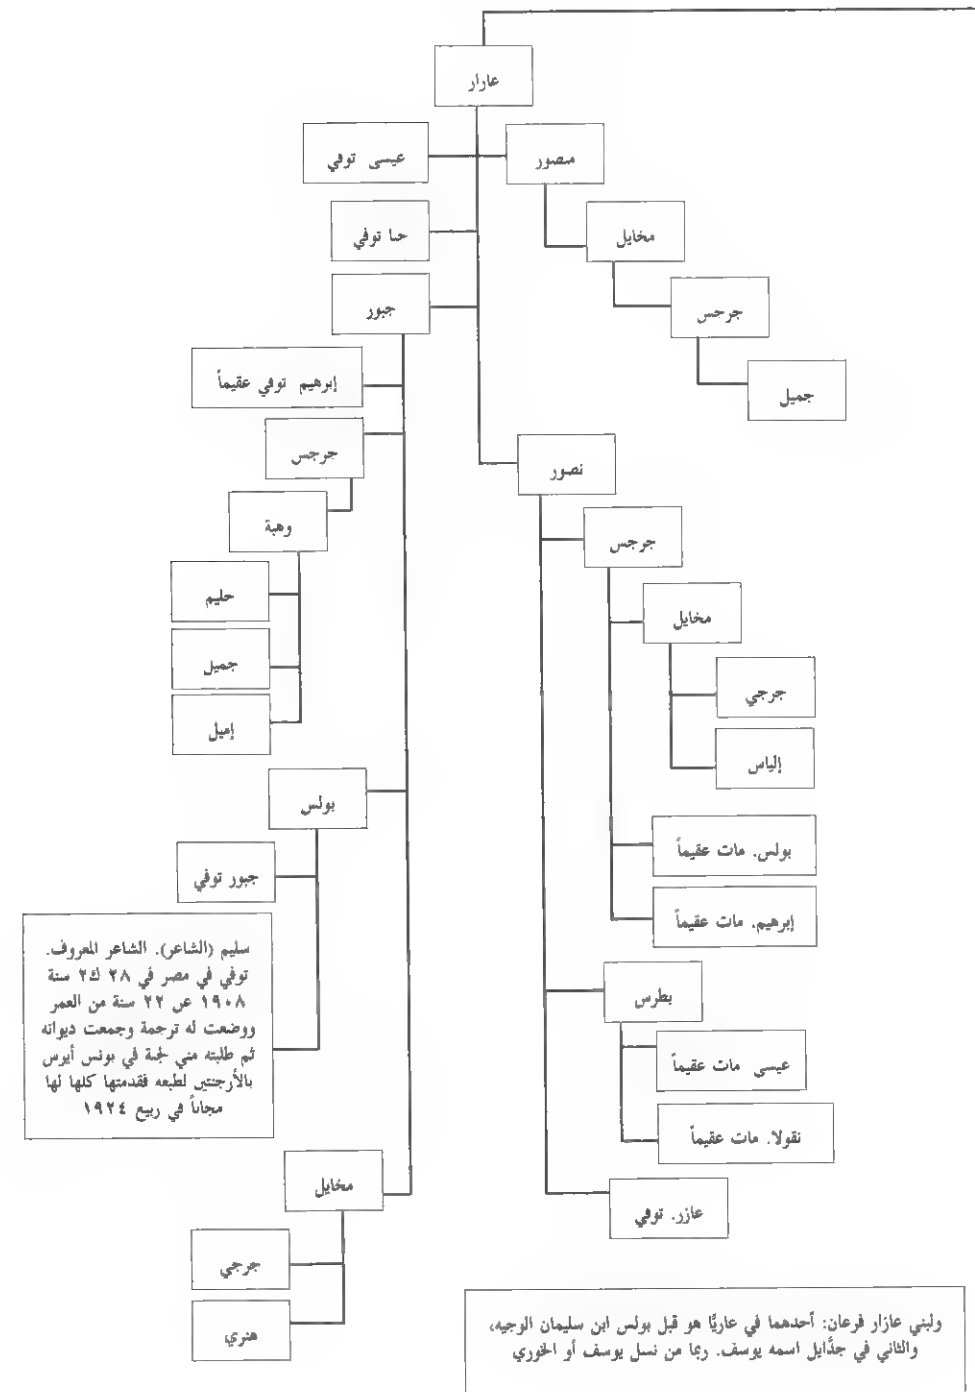 عازار
عيسى توفي
منصور
حنا توفي
مخايل
جبور
جرجس
جميل
إبرهيم توفي عقيماً
جرجس
نصور
وهبة
جرجس
حليم
مخايل
جميل
جرجي
إميل
إلياس
بولس
بولس. مات عقيماً
جبور توفي
إبرهيم. مات عقيماً
سليم (الشاعر). الشاعر المعروف.
توفي في مصر في ٢٨ ك٢ سنة
١٩٠٨ عن ٢٢ سنة من العمر
ووضعت له ترجمة وجمعت ديوانه
ثم طلبته مني لجنة في بونس أيرس
بالأرجنتين لطبعه فقدمتها كلها لها
مجاناً في ربيع ١٩٢٤
بطرس
عيسى مات عقيماً
نقولا. مات عقيماً
مخايل
عازر. توفي
جرجي
هنري
ولبني عازار فرعان: أحدهما في عاريَّا هو قبل بولس ابن سليمان الوجيه،
والثاني في جدَّايل اسمه يوسف. ربما من نسل يوسف أو الخوري